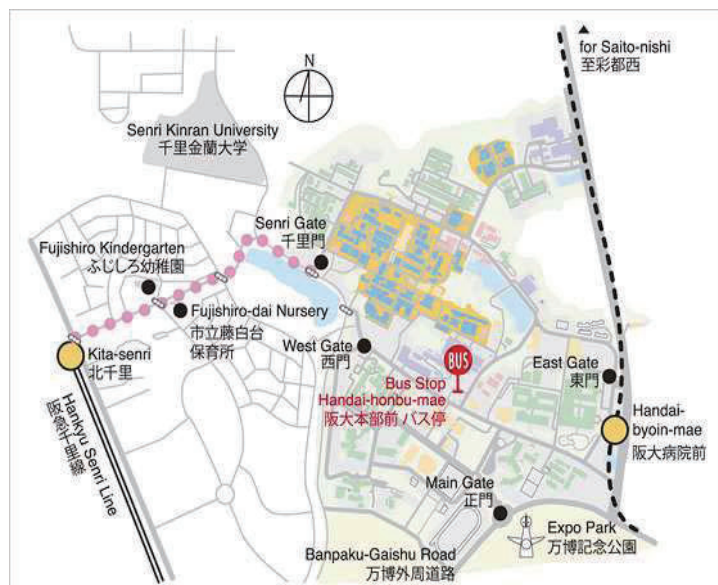 for Saito-nishi
至彩都西
N
Senri Kinran University
千里金蘭大学
Senri Gate
千里門
Fujishiro Kindergarten
ふじしろ幼稚園
Fujishiro-dai Nursery
市立藤白台
保育所
Kita-senri
北千里
West Gate
西門
BUS
Bus Stop
Handai-honbu-mae
阪大本部前 バス停
East Gate
東門
Handai-
byoin-mae
阪大病院前
Hankyu Senri Line
阪急千里線
Main Gate
正門
Expo Park
万博記念公園
Banpaku-Gaishu Road
万博外周道路